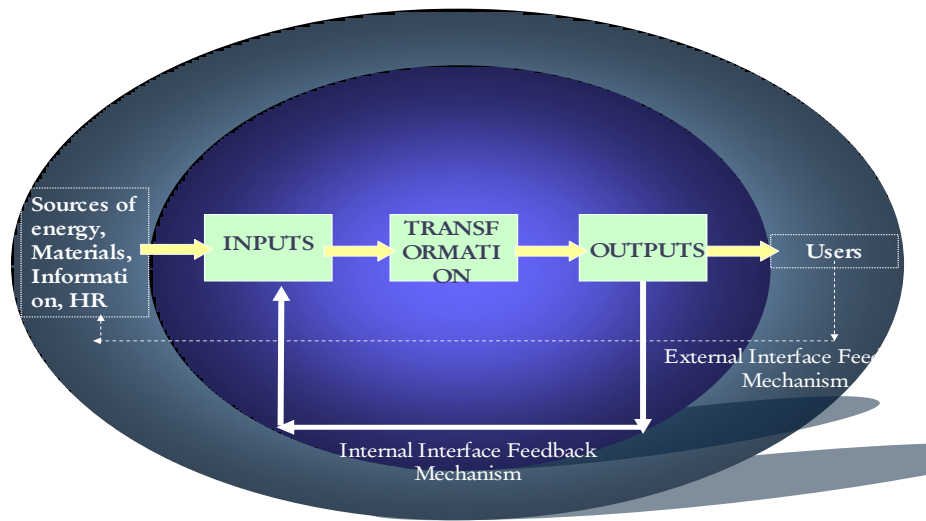 Sources of
energy,
Materials,
Informati
on, HR
INPUTS
TRANSF
ORMATI
ON
OUTPUTS
Users
External Interface Feed
Mechanism
Internal Interface Feedback
Mechanism